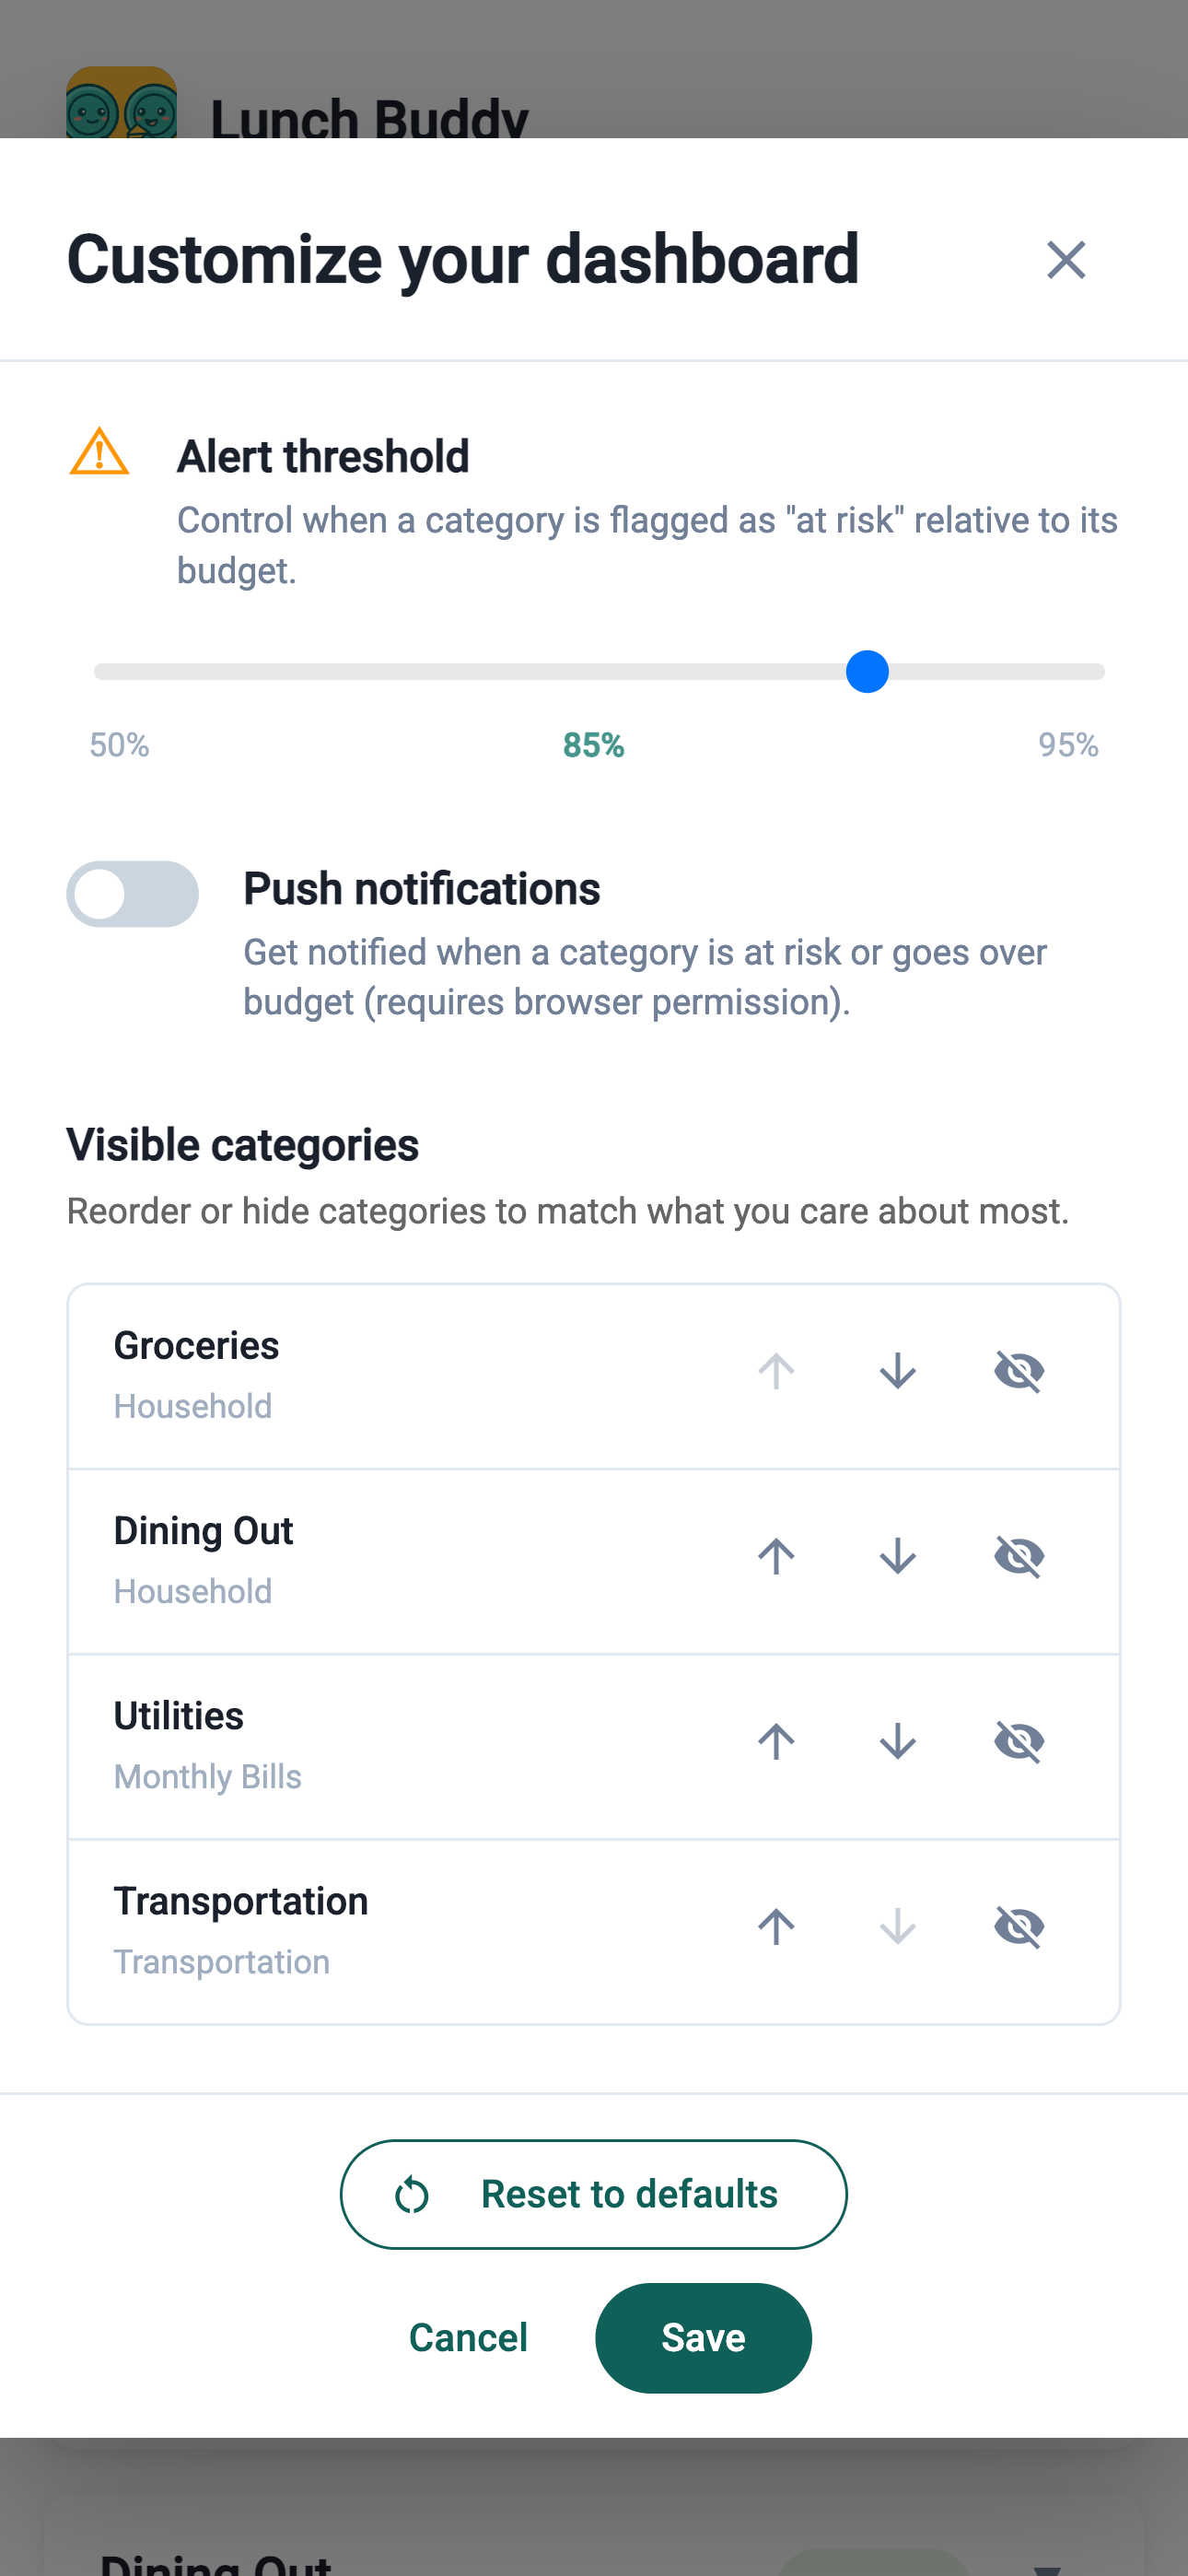 Lunch Buddy
Customize your dashboard
Alert threshold
Control when a category is flagged as "at risk" relative to its
budget.
50%
85%
95%
Push notifications
Get notified when a category is at risk or goes over
budget (requires browser permission).
Visible categories
Reorder or hide categories to match what you care about most.
Groceries
Household
Dining Out
Household
Utilities
Monthly Bills
Transportation
Transportation
Reset to defaults
Cancel
Save
Dining Out